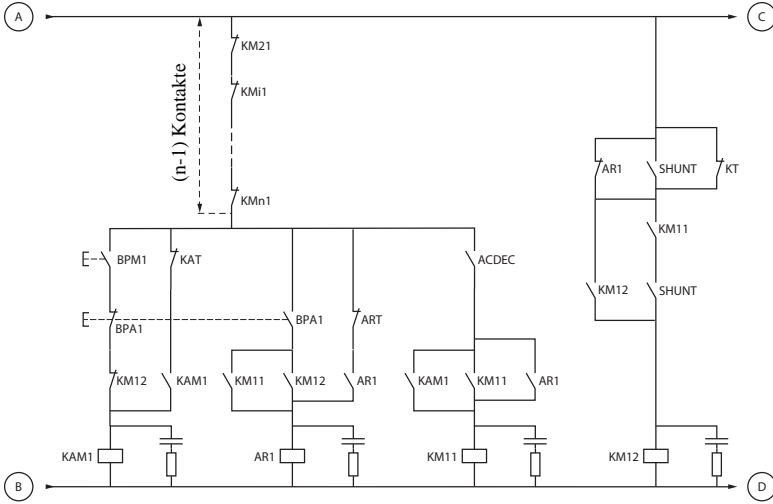 A
C
KM21
KMi1
(n-1) Kontakte
AR1
SHUNT
KT
KMn1
KM11
BPM1
KAT
ACDEC
KM12
SHUNT
BPA1
BPA1
ART
KM12
KAM1
KM11
KM12
AR1
KAM1
KM11
AR1
KAM1
AR1
KM11
KM12
B
D